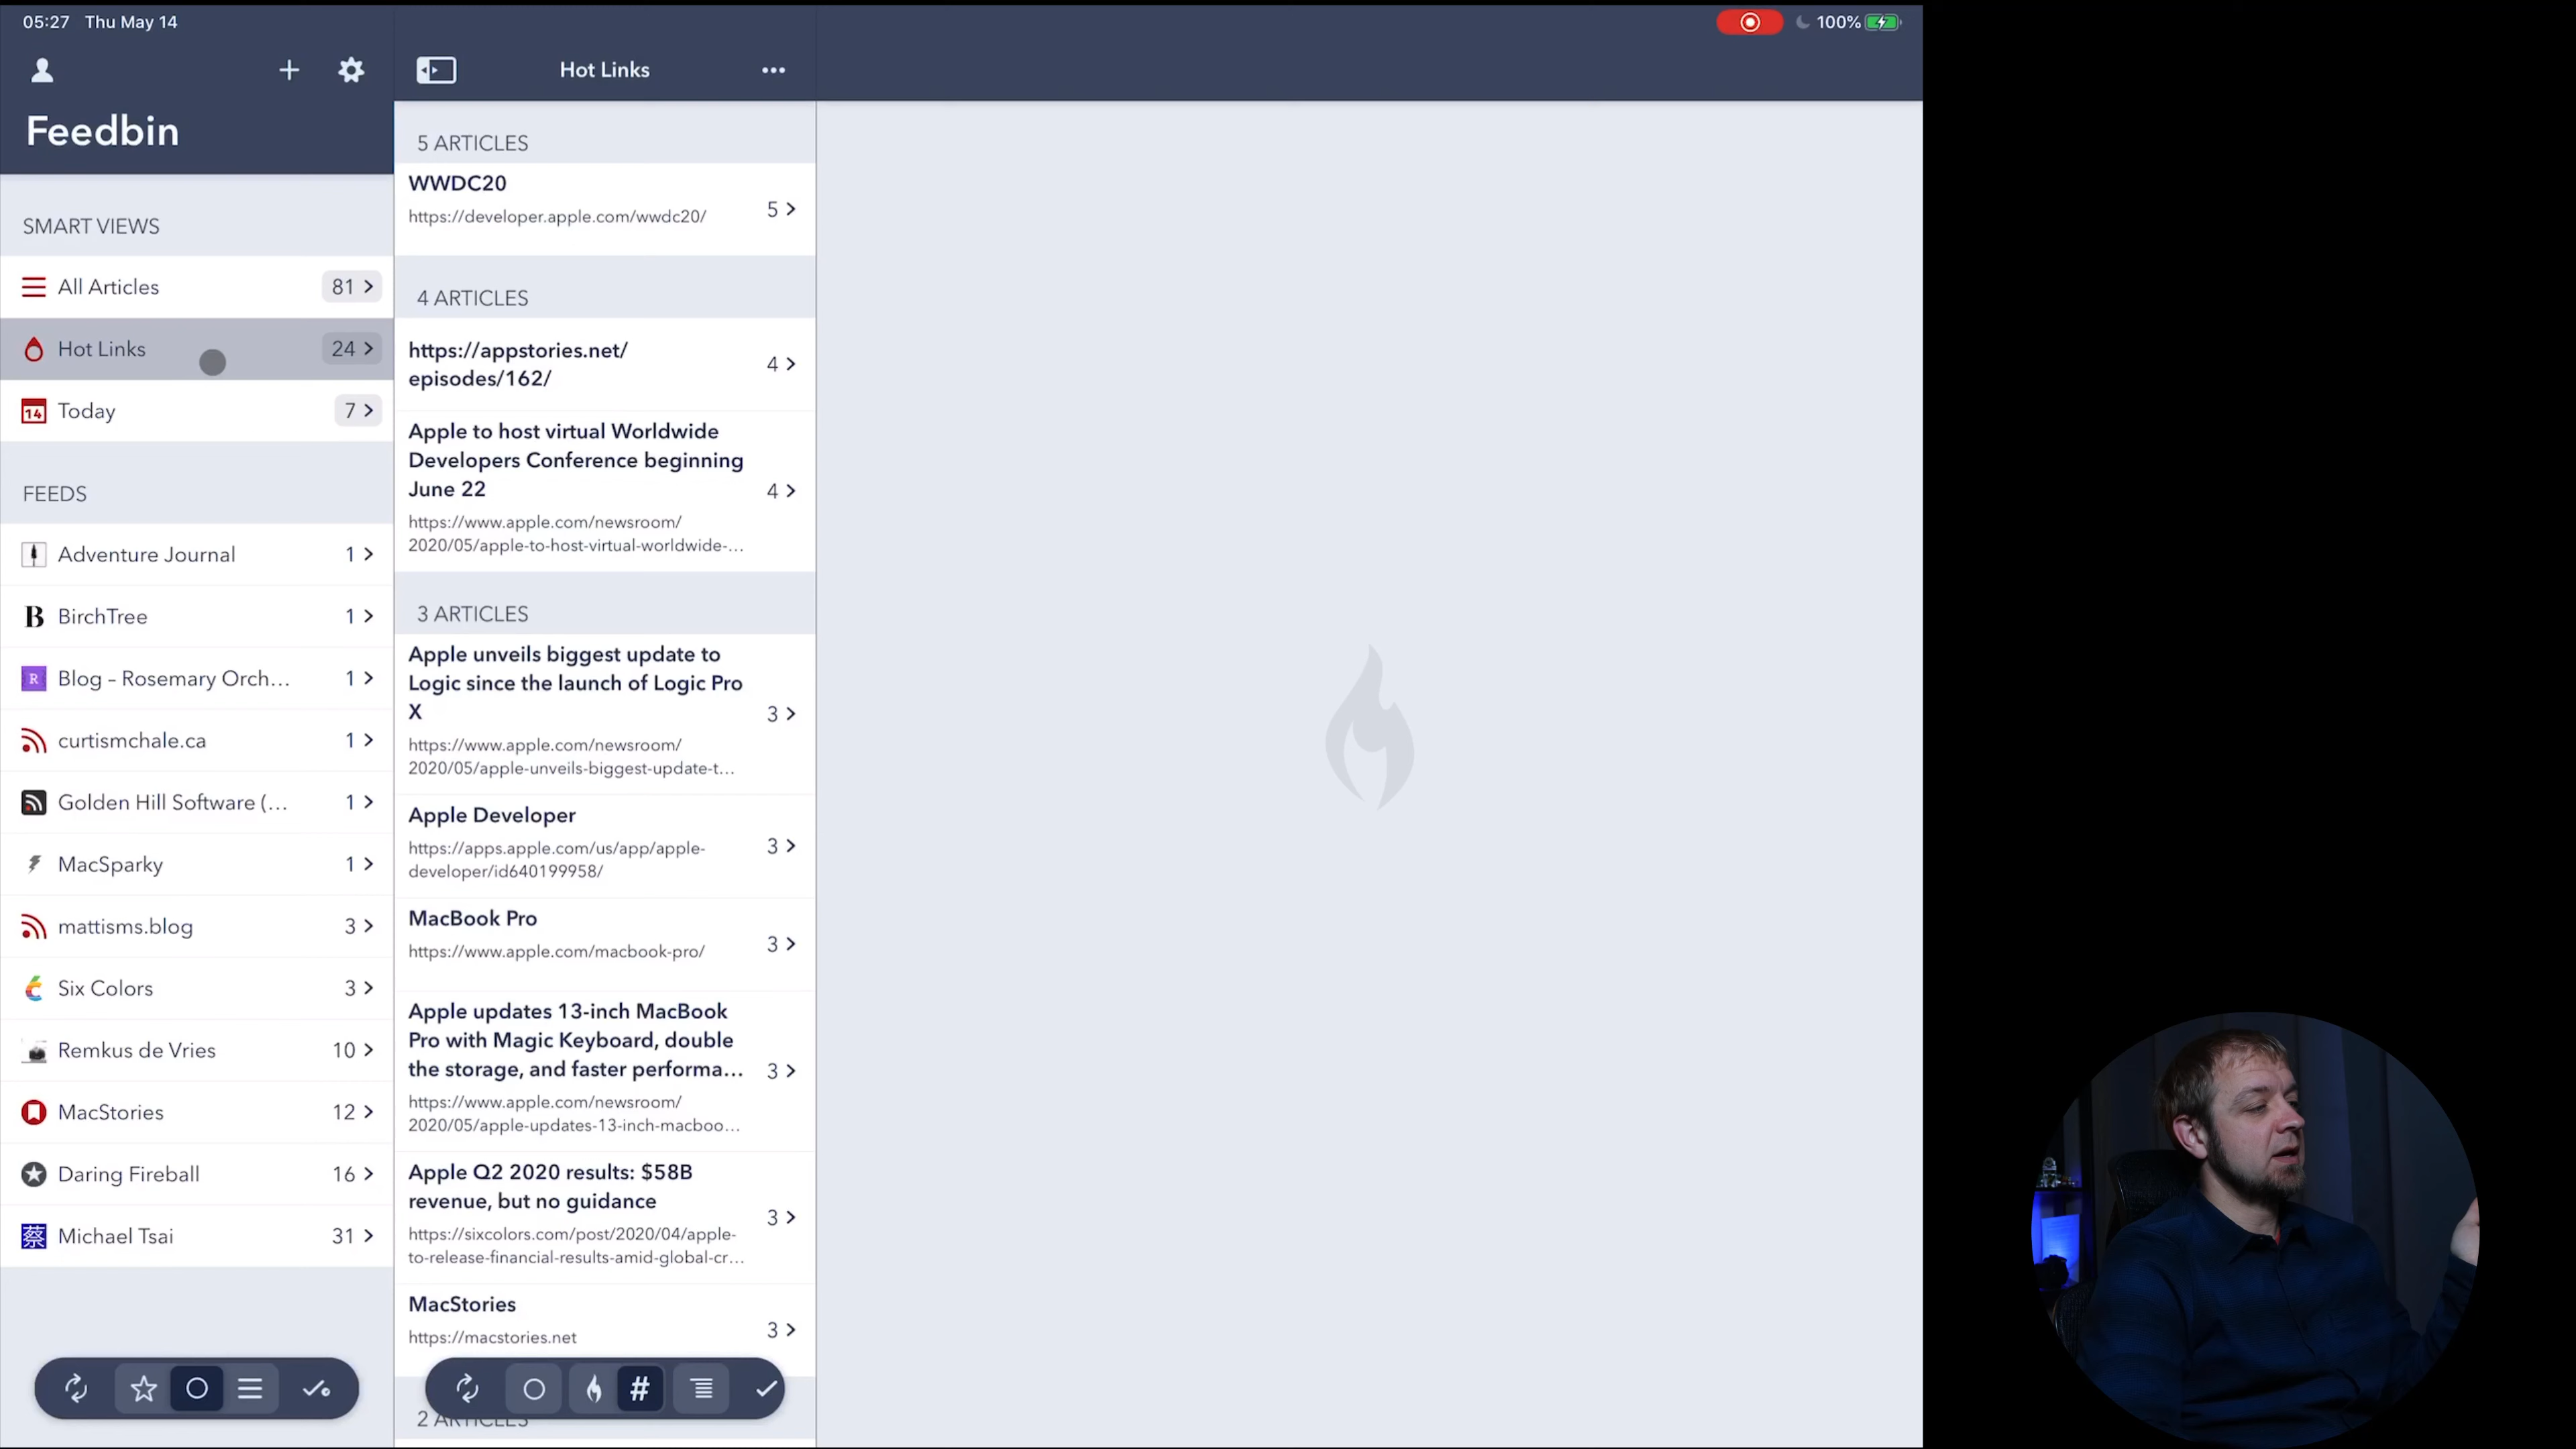 05:27 Thu May 14
100%
Feedbin
SMART VIEWS
All Articles 81
Hot Links 24
14 Today 7
FEEDS
Adventure Journal 1
B BirchTree 1
R Blog – Rosemary Orch... 1
curtismchale.ca 1
Golden Hill Software (... 1
MacSparky 1
mattisms.blog 3
Six Colors 3
Remkus de Vries 10
MacStories 12
Daring Fireball 16
蔡 Michael Tsai 31
Hot Links
5 ARTICLES
WWDC20
https://developer.apple.com/wwdc20/
5
4 ARTICLES
https://appstories.net/
episodes/162/
4
Apple to host virtual Worldwide
Developers Conference beginning
June 22
4
https://www.apple.com/newsroom/
2020/05/apple-to-host-virtual-worldwide-...
3 ARTICLES
Apple unveils biggest update to
Logic since the launch of Logic Pro
X
3
https://www.apple.com/newsroom/
2020/05/apple-unveils-biggest-update-t...
Apple Developer
3
https://apps.apple.com/us/app/apple-
developer/id640199958/
MacBook Pro
3
https://www.apple.com/macbook-pro/
Apple updates 13-inch MacBook
Pro with Magic Keyboard, double
the storage, and faster performa...
3
https://www.apple.com/newsroom/
2020/05/apple-updates-13-inch-macboo...
Apple Q2 2020 results: $58B
revenue, but no guidance
3
https://sixcolors.com/post/2020/04/apple-
to-release-financial-results-amid-global-cr...
MacStories
3
https://macstories.net
#
2 ARTICLES